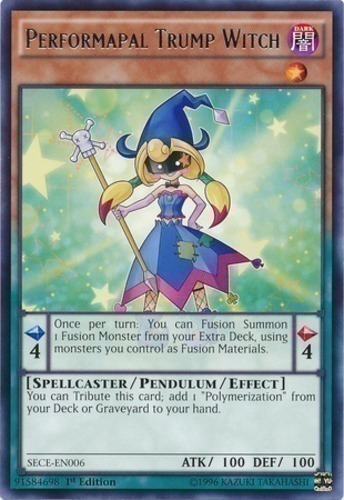 PERFORMAPAL TRUMP WITCH
DARK
闇
4
Once per turn: You can Fusion Summon
1 Fusion Monster from your Extra Deck, using
monsters you control as Fusion Materials.
4
[SPELLCASTER / PENDULUM / EFFECT]
You can Tribute this card; add 1 "Polymerization" from
your Deck or Graveyard to your hand.
SECE-EN006
ATK/ 100 DEF/ 100
91584698 1st Edition
©1996 KAZUKI TAKAHASHI